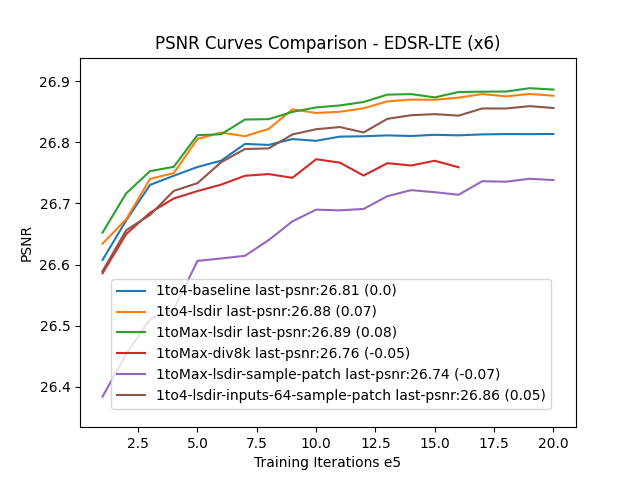 PSNR Curves Comparison - EDSR-LTE (x6)
26.9
26.8
26.7
26.6
26.5
26.4
PSNR
1to4-baseline last-psnr:26.81 (0.0)
1to4-lsdir last-psnr:26.88 (0.07)
1toMax-lsdir last-psnr:26.89 (0.08)
1toMax-div8k last-psnr:26.76 (-0.05)
1toMax-lsdir-sample-patch last-psnr:26.74 (-0.07)
1to4-lsdir-inputs-64-sample-patch last-psnr:26.86 (0.05)
2.5 5.0 7.5 10.0 12.5 15.0 17.5 20.0
Training Iterations e5